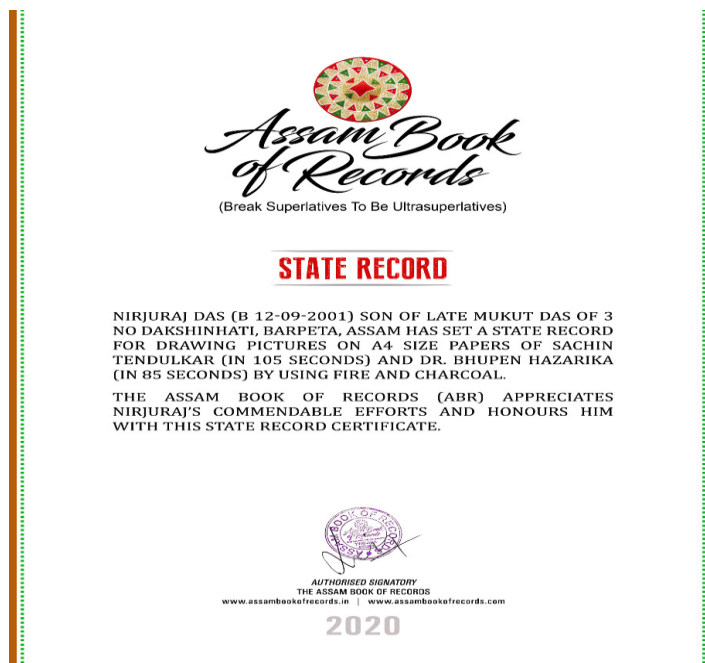 Assam Book
of Records
(Break Superlatives To Be Ultrasuperlatives)
STATE RECORD
NIRJURAJ DAS (B 12-09-2001) SON OF LATE MUKUT DAS OF 3
NO DAKSHINHATI, BARPETA, ASSAM HAS SET A STATE RECORD
FOR DRAWING PICTURES ON A4 SIZE PAPERS OF SACHIN
TENDULKAR (IN 105 SECONDS) AND DR. BHUPEN HAZARIKA
(IN 85 SECONDS) BY USING FIRE AND CHARCOAL.
THE ASSAM BOOK OF RECORDS (ABR) APPRECIATES
NIRJURAJ'S COMMENDABLE EFFORTS AND HONOURS HIM
WITH THIS STATE RECORD CERTIFICATE.
ASSAM BOOK OF RECORDS
AUTHORISED SIGNATORY
THE ASSAM BOOK OF RECORDS
www.assambookofrecords.in | www.assambookofrecords.com
2020